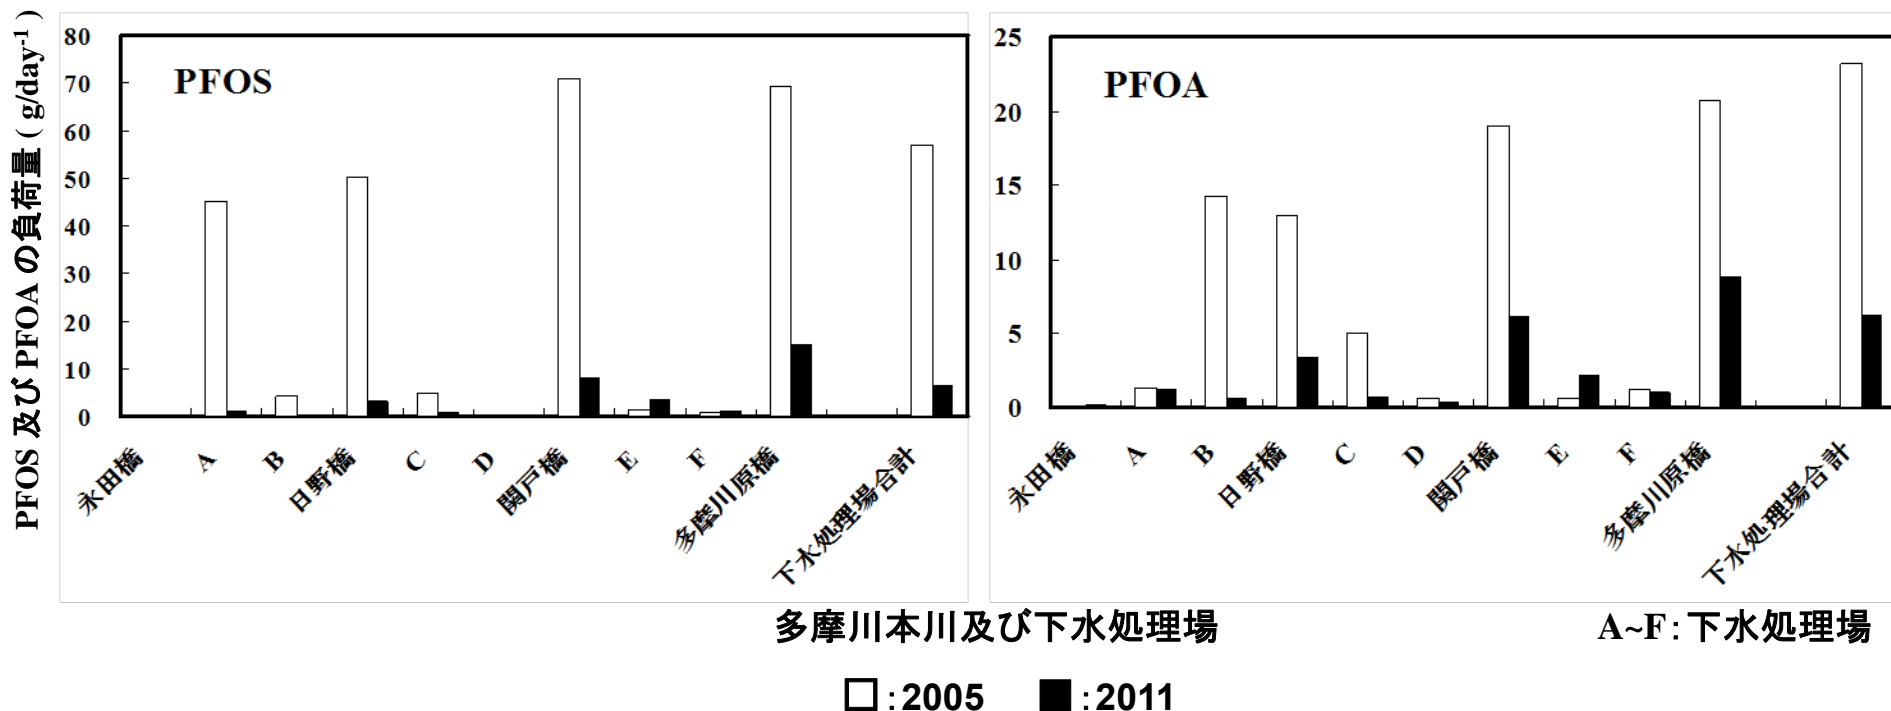 PFOS 及び PFOA の負荷量 ( g/day-1 )
PFOS
80
70
60
50
40
30
20
10
0
永田橋
A
B
日野橋
C
D
関戸橋
E
F
多摩川原橋
下水処理場合計
PFOA
25
20
15
10
5
0
永田橋
A
B
日野橋
C
D
関戸橋
E
F
多摩川原橋
下水処理場合計
多摩川本川及び下水処理場
A~F:下水処理場
:2005
:2011